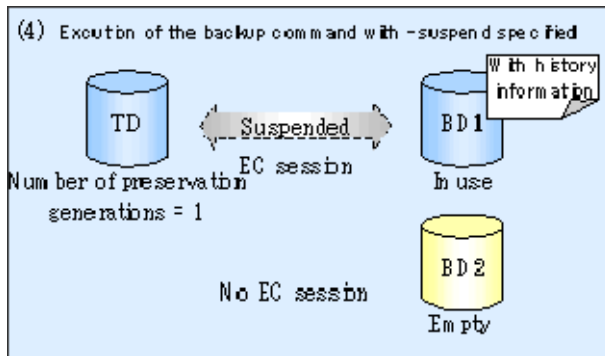 (4) Excution of the backup command with -suspend specified
With history
information
TD
Suspended
BD1
EC session
Number of preservation
generations = 1
In use
BD2
No EC session
Empty